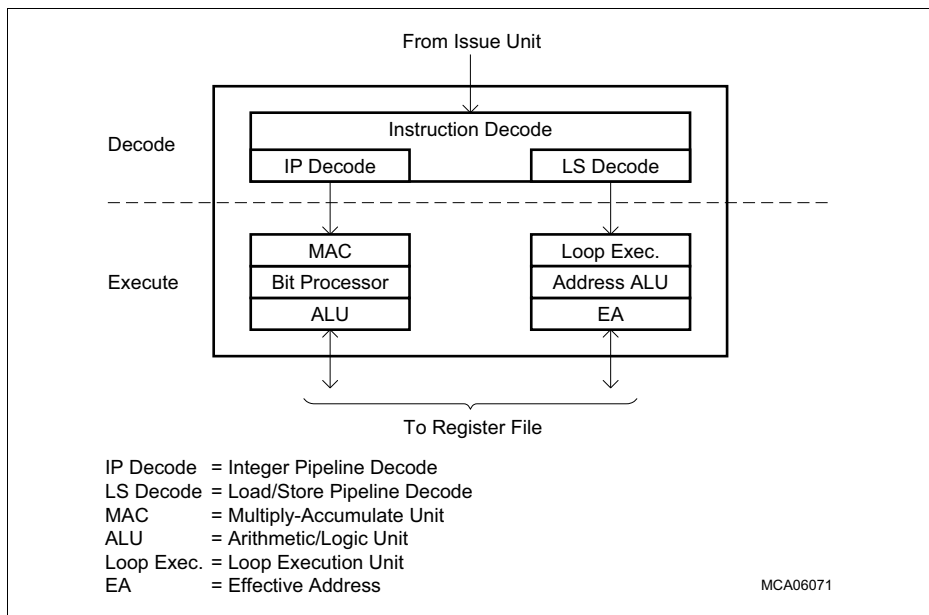 From Issue Unit
Decode
Instruction Decode
IP Decode
LS Decode
Execute
MAC
Loop Exec.
Bit Processor
Address ALU
ALU
EA
To Register File
IP Decode = Integer Pipeline Decode
LS Decode = Load/Store Pipeline Decode
MAC = Multiply-Accumulate Unit
ALU = Arithmetic/Logic Unit
Loop Exec. = Loop Execution Unit
EA = Effective Address
MCA06071